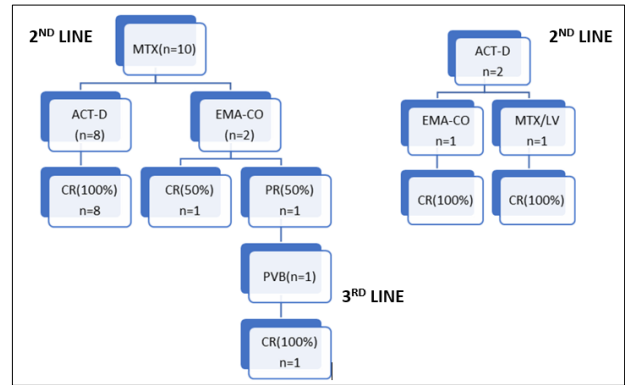 2ND LINE
MTX(n=10)
ACT-D
(n=8)
EMA-CO
(n=2)
CR(100%)
n=8
CR(50%)
n=1
PR(50%)
n=1
PVB(n=1)
3RD LINE
CR(100%)
n=1
2ND LINE
ACT-D
n=2
EMA-CO
n=1
MTX/LV
n=1
CR(100%)
CR(100%)